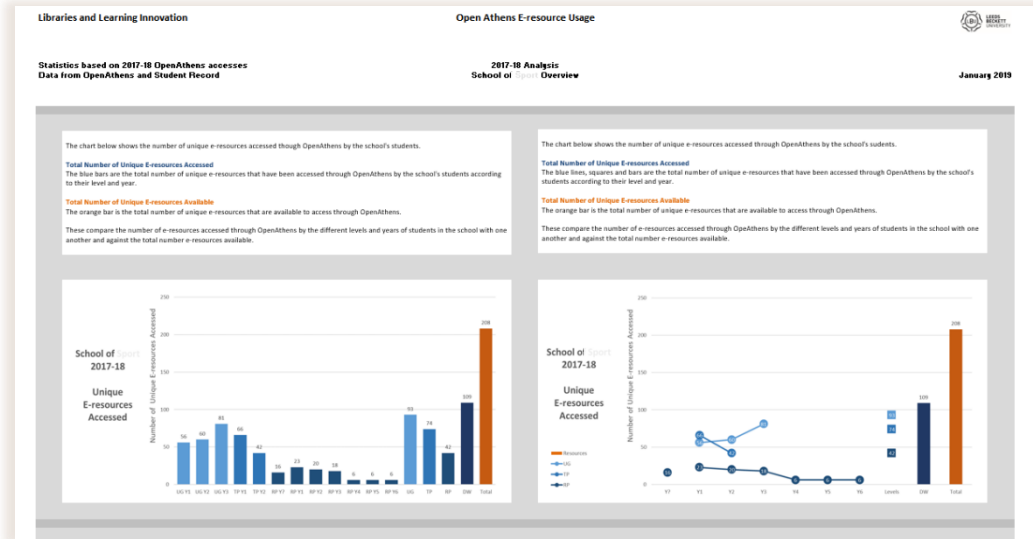 Libraries and Learning Innovation
Open Athens E-resource Usage
LEEDS
BECKETT
UNIVERSITY
Statistics based on 2017-18 OpenAthens accesses
Data from OpenAthens and Student Record
2017-18 Analysis
School of Sport Overview
January 2019
The chart below shows the number of unique e-resources accessed though OpenAthens by the school's students.
Total Number of Unique E-resources Accessed
The blue bars are the total number of unique e-resources that have been accessed through OpenAthens by the school's students according
to their level and year.
Total Number of Unique E-resources Available
The orange bar is the total number of unique e-resources that are available to access through OpenAthens.
These compare the number of e-resources accessed through OpeAthens by the different levels and years of students in the school with one
another and against the total number e-resources available.
The chart below shows the number of unique e-resources accessed through OpenAthens by the school's sudents.
Total Number of Unique E-resources Accessed
The blue lines, squares and bars are the total number of unique e-resources that have been accessed through OpenAthens by the school's
students according to their level and year.
Total Number of Unique E-resources Available
The orange bar is the total number of unique e-resources that are available to access through OpenAthens.
These compare the number of e-resources accessed through OpeAthens by the different levels and years of students in the school with one
another and against the total number e-resources available.
School of Sport
2017-18
Unique
E-resources
Accessed
Number of Unique E-resources Accessed
250
200
150
100
50
0
56 60 81 66 42 16 23 20 18 6 6 6 93 74 42 109 208
UG Y1 UG Y2 UG Y3 TP Y1 TP Y2 RP Y? RP Y1 RP Y2 RP Y3 RP Y4 RP Y5 RP Y6 UG TP RP DW Total
School of Sport
2017-18
Unique
E-resources
Accessed
Resources
UG
TP
RP
Number of Unique E-resources Accessed
250
200
150
100
50
0
16 23 20 18 6 6 6
56 60 81
66 42
93
74
42
109
208
Y? Y1 Y2 Y3 Y4 Y5 Y6 Levels DW Total